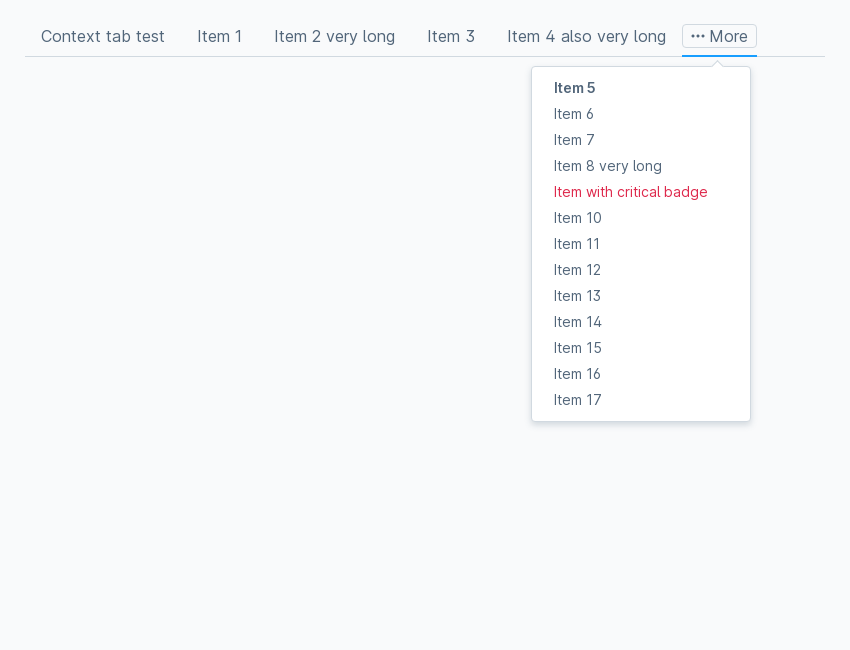 Context tab test Item 1 Item 2 very long Item 3 Item 4 also very long ••• More
Item 5
Item 6
Item 7
Item 8 very long
Item with critical badge
Item 10
Item 11
Item 12
Item 13
Item 14
Item 15
Item 16
Item 17